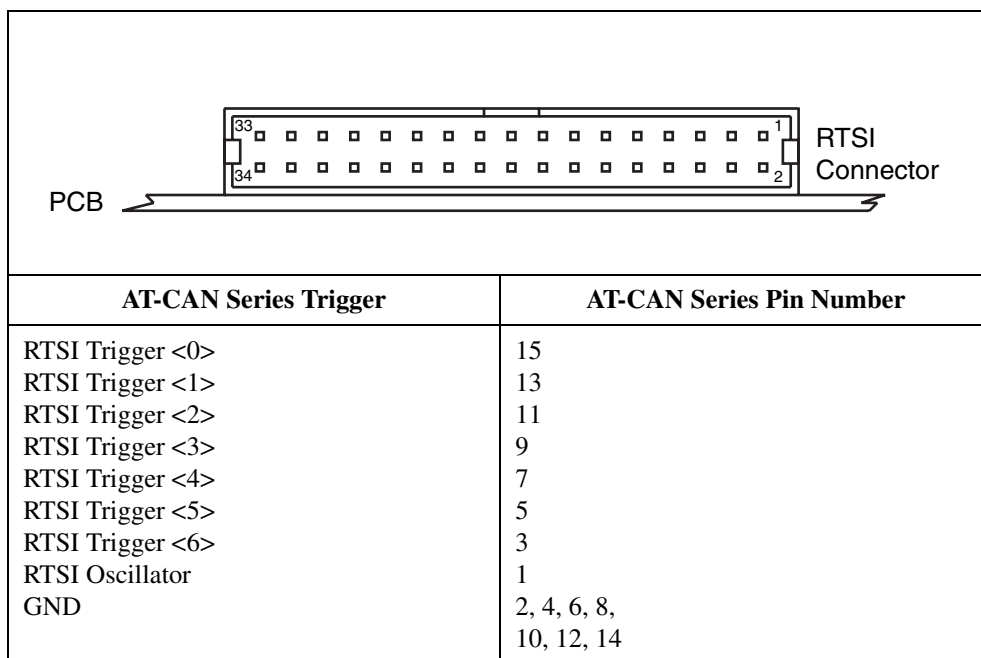 33
1
RTSI
Connector
34
2
PCB
AT-CAN Series Trigger
AT-CAN Series Pin Number
RTSI Trigger <0>
15
RTSI Trigger <1>
13
RTSI Trigger <2>
11
RTSI Trigger <3>
9
RTSI Trigger <4>
7
RTSI Trigger <5>
5
RTSI Trigger <6>
3
RTSI Oscillator
1
GND
2, 4, 6, 8,
10, 12, 14